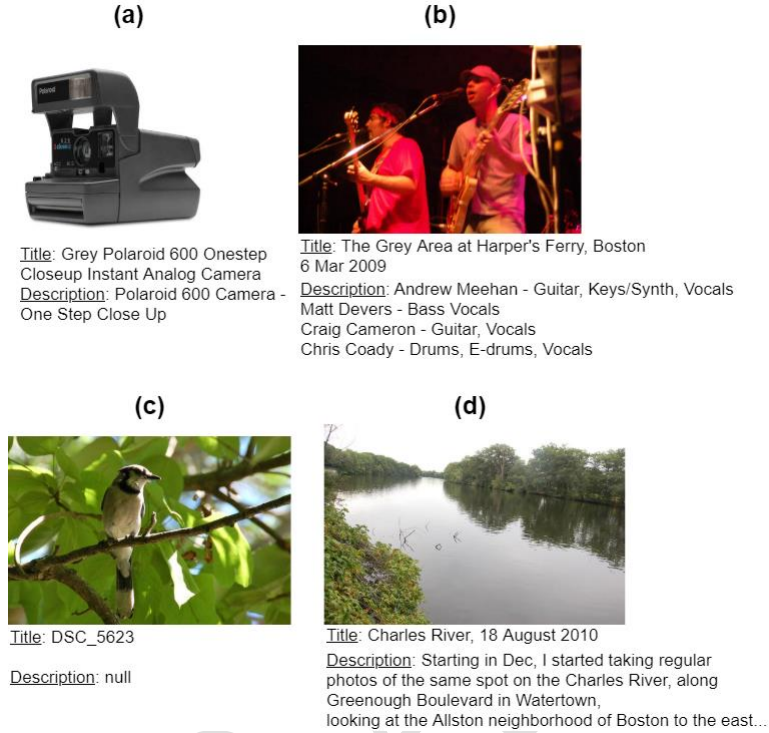 (a)
Polaroid
Title: Grey Polaroid 600 Onestep
Closeup Instant Analog Camera
Description: Polaroid 600 Camera -
One Step Close Up
(b)
Title: The Grey Area at Harper's Ferry, Boston
6 Mar 2009
Description: Andrew Meehan - Guitar, Keys/Synth, Vocals
Matt Devers - Bass Vocals
Craig Cameron - Guitar, Vocals
Chris Coady - Drums, E-drums, Vocals
(c)
Title: DSC_5623
Description: null
(d)
Title: Charles River, 18 August 2010
Description: Starting in Dec, I started taking regular
photos of the same spot on the Charles River, along
Greenough Boulevard in Watertown,
looking at the Allston neighborhood of Boston to the east...